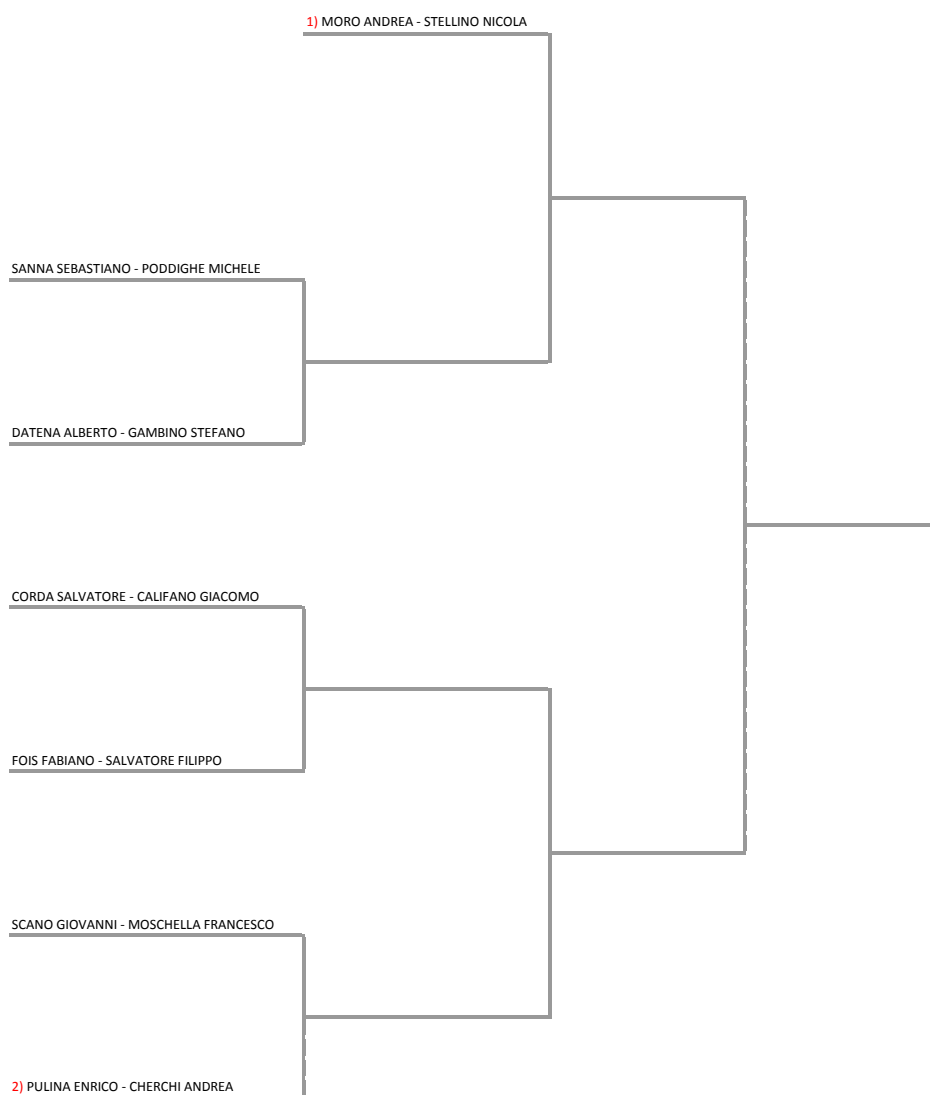 1) MORO ANDREA - STELLINO NICOLA
SANNA SEBASTIANO - PODDIGHE MICHELE
DATENA ALBERTO - GAMBINO STEFANO
CORDA SALVATORE - CALIFANO GIACOMO
FOIS FABIANO - SALVATORE FILIPPO
SCANO GIOVANNI - MOSCHELLA FRANCESCO
2) PULINA ENRICO - CHERCHI ANDREA